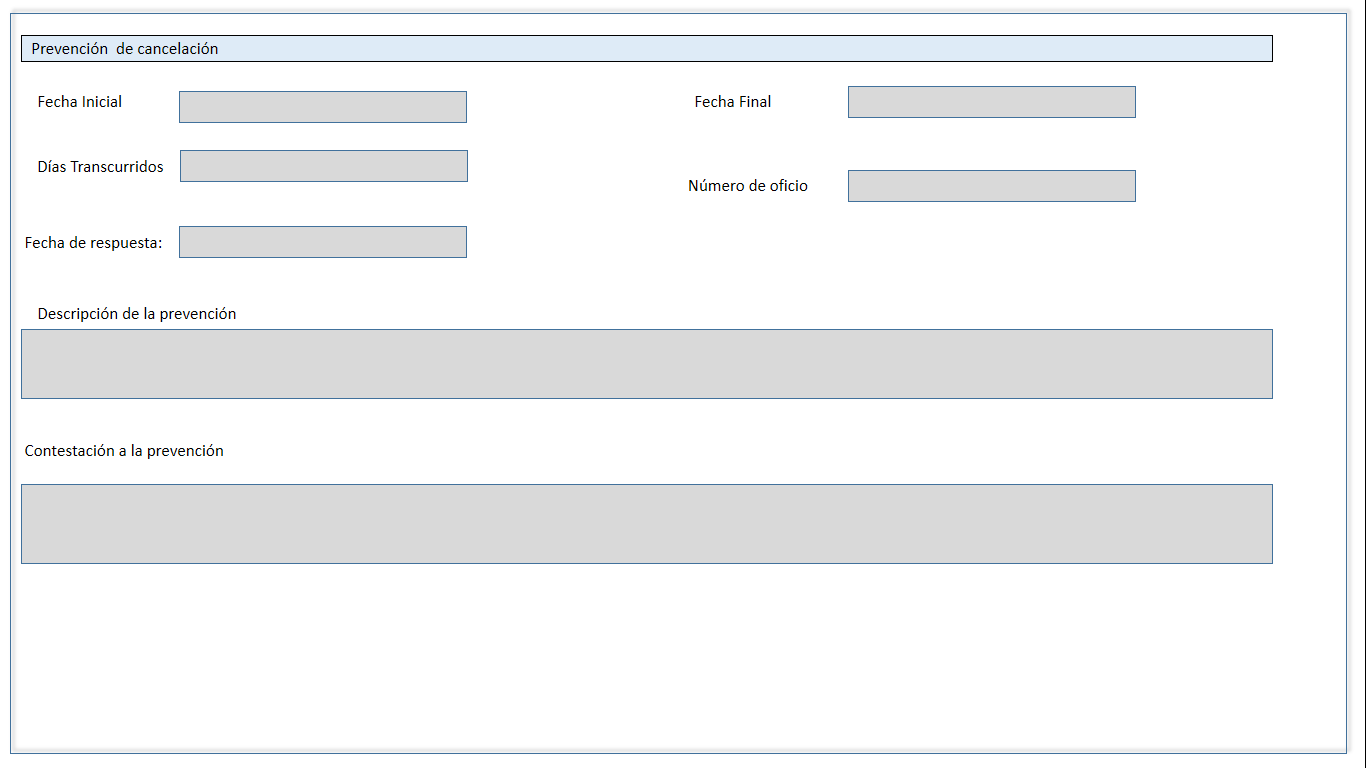 Prevención  de cancelación
Fecha Inicial
Fecha Final
Días Transcurridos
Número de oficio
Fecha de respuesta:
Descripción de la prevención
Contestación a la prevención